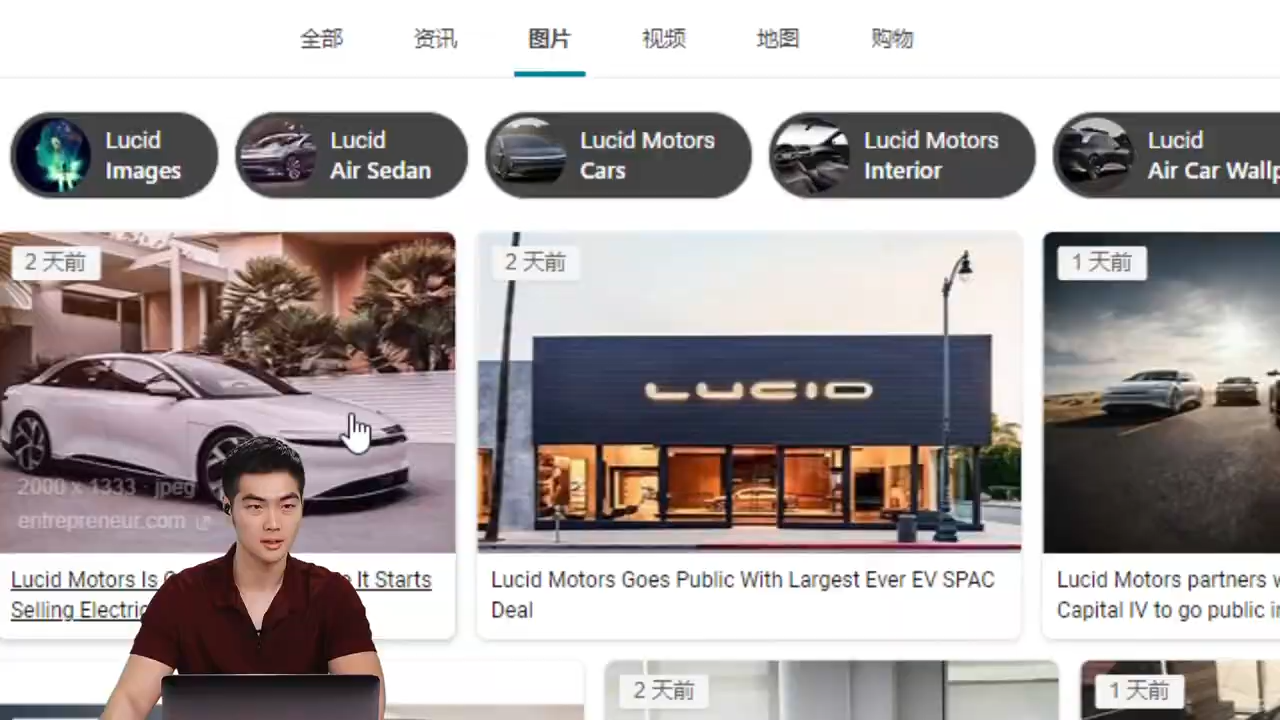 全部
资讯
图片
视频
地图
购物
Lucid
Images
Lucid
Air Sedan
Lucid Motors
Cars
Lucid Motors
Interior
Lucid
Air Car
2 天前
2000 x 1333 · jpeg
entrepreneur.com
Lucid Motors Is It Starts
Selling
2 天前
LUCID
Lucid Motors Goes Public With Largest Ever EV SPAC
Deal
1 天前
Lucid Motors partners
Capital IV to go public
2 天前
1 天前